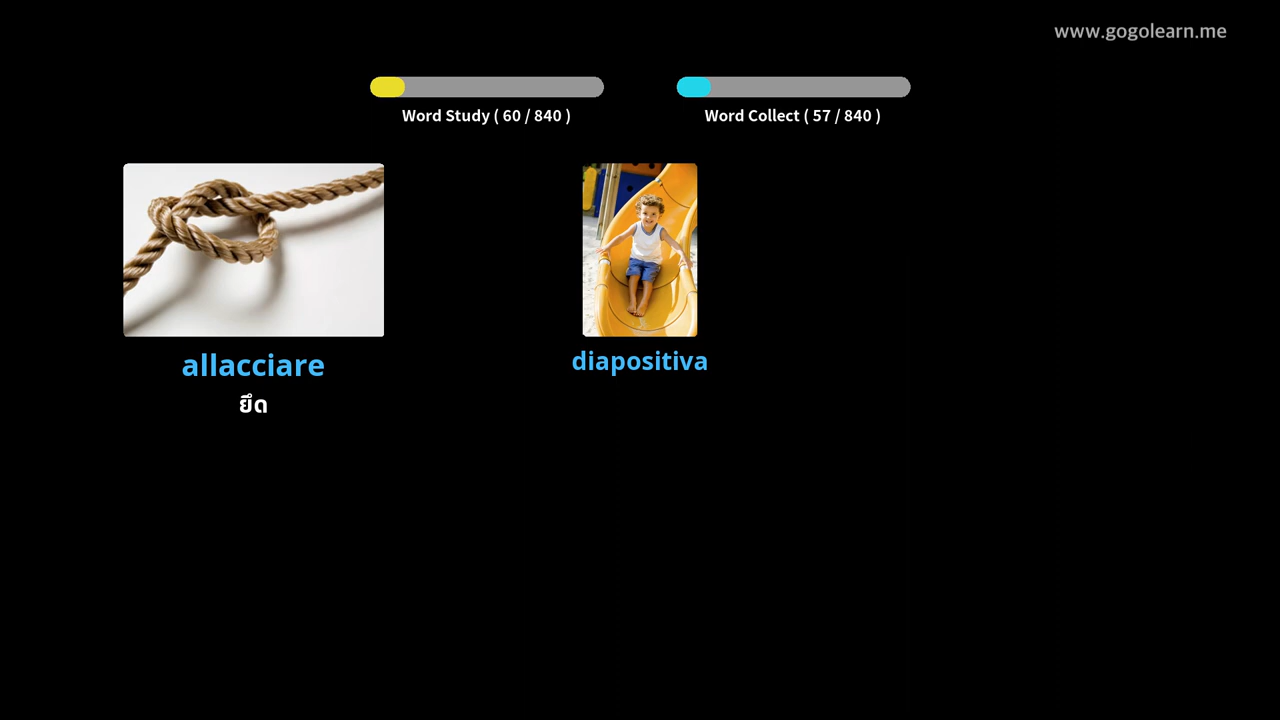 www.gogolearn.me
Word Study ( 60 / 840 )
Word Collect ( 57 / 840 )
allacciare
ยึด
diapositiva